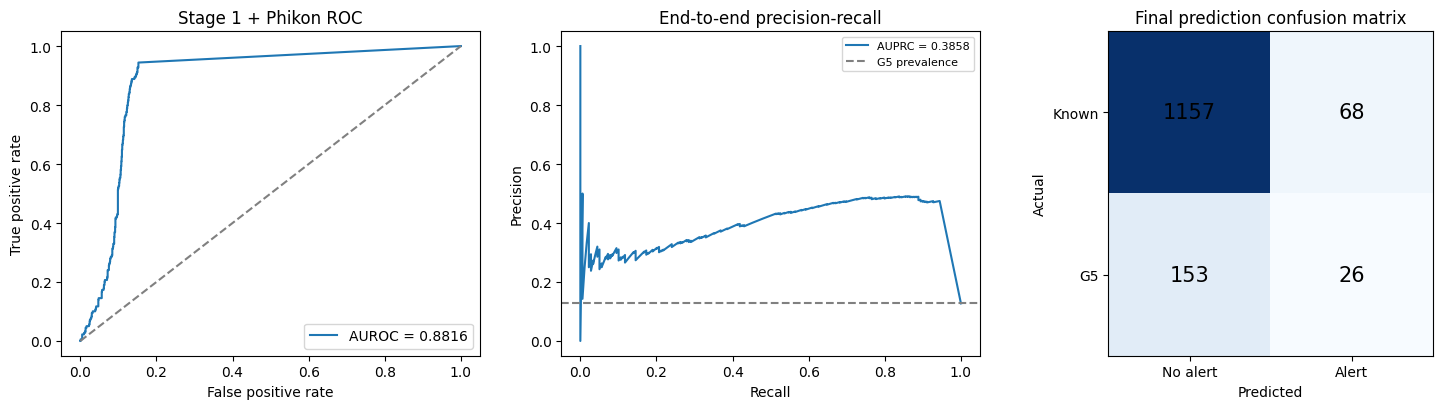 Stage 1 + Phikon ROC
True positive rate
1.0
0.8
0.6
0.4
0.2
0.0
AUROC = 0.8816
0.0 0.2 0.4 0.6 0.8 1.0
False positive rate
End-to-end precision-recall
Precision
1.0
0.8
0.6
0.4
0.2
0.0
AUPRC = 0.3858
G5 prevalence
0.0 0.2 0.4 0.6 0.8 1.0
Recall
Final prediction confusion matrix
Actual
Known 1157 68
G5 153 26
No alert Alert
Predicted